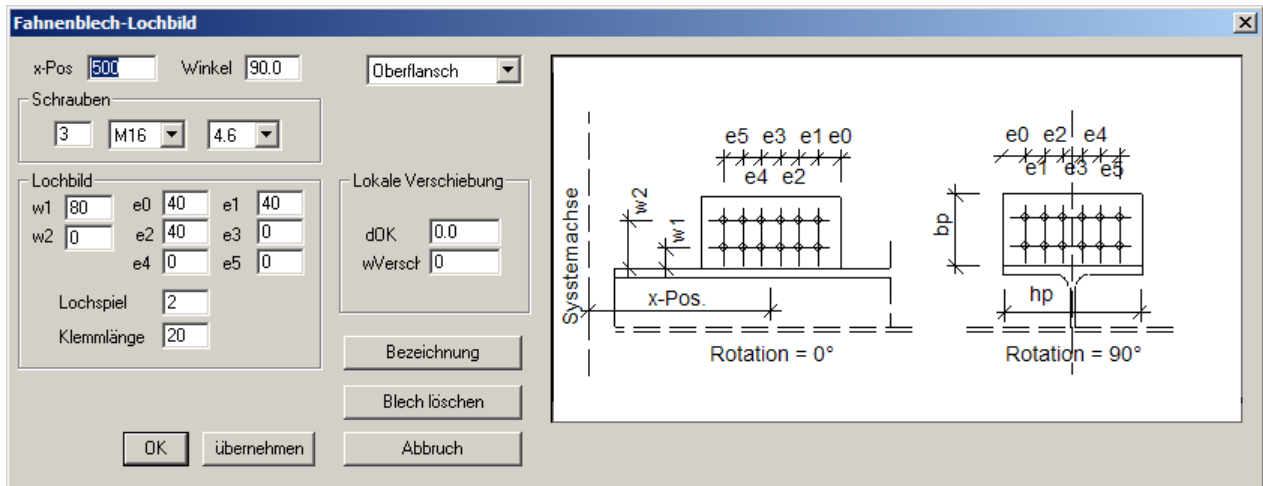 Fahnenblech-Lochbild
x-Pos 500 Winkel 90.0 Oberflansch
Schrauben
3 M16 4.6
Lochbild
w1 80 e0 40 e1 40
w2 0 e2 40 e3 0
e4 0 e5 0
Lochspiel 2
Klemmlänge 20
Lokale Verschiebung
dOK 0.0
wVerscł 0
Bezeichnung
Blech löschen
OK übernehmen Abbruch
e5 e3 e1 e0
e4 e2
w2
w1
Sysstemachse
x-Pos.
Rotation = 0°
e0 e2 e4
e1 e3 e5
bp
hp
Rotation = 90°